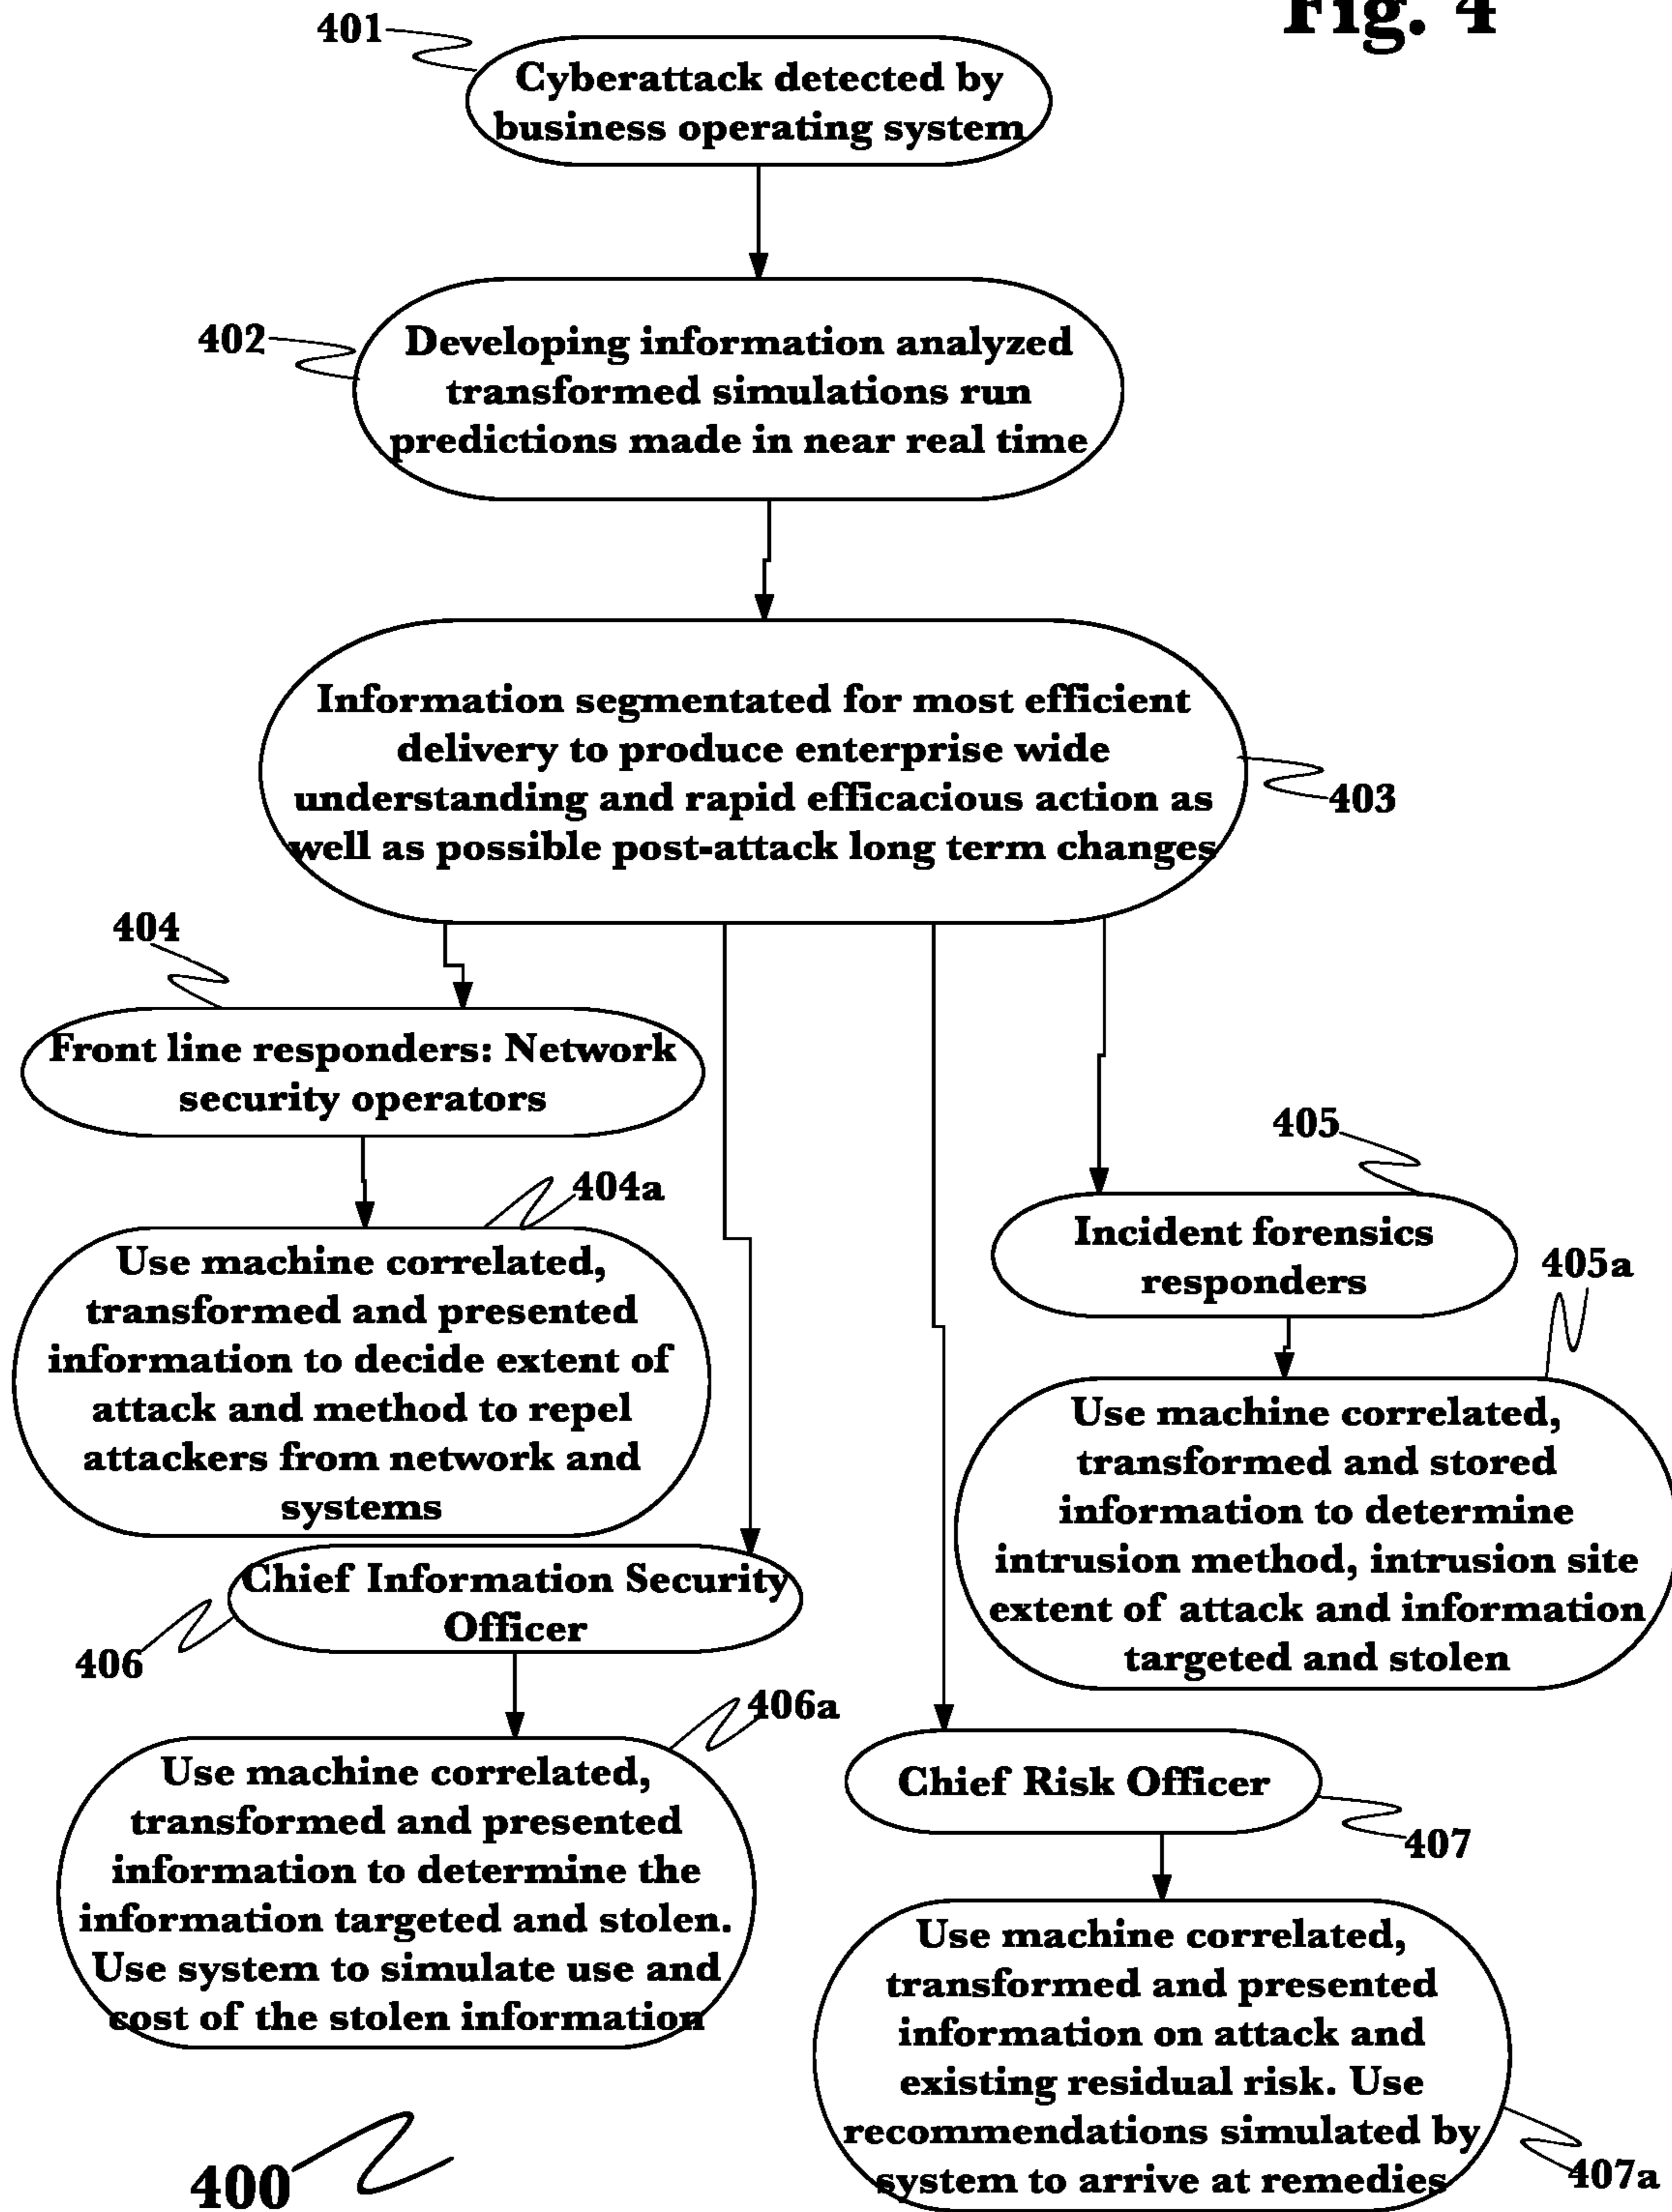 Fig. 4
401
Cyberattack detected by
business operating system
402
Developing information analyzed
transformed simulations run
predictions made in near real time
Information segmentated for most efficient
delivery to produce enterprise wide
understanding and rapid efficacious action as
well as possible post-attack long term changes
403
404
Front line responders: Network
security operators
404a
Use machine correlated,
transformed and presented
information to decide extent of
attack and method to repel
attackers from network and
systems
405
Incident forensics
responders
405a
Use machine correlated,
transformed and stored
information to determine
intrusion method, intrusion site
extent of attack and information
targeted and stolen
Chief Information Security
Officer
406
406a
Use machine correlated,
transformed and presented
information to determine the
information targeted and stolen.
Use system to simulate use and
cost of the stolen information
Chief Risk Officer
407
Use machine correlated,
transformed and presented
information on attack and
existing residual risk. Use
recommendations simulated by
system to arrive at remedies
407a
400